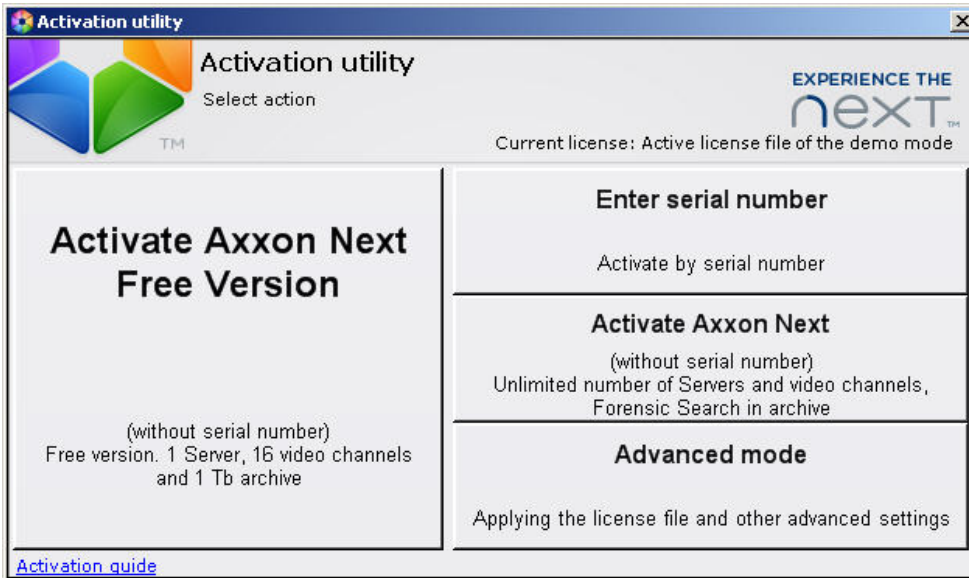 Activation utility
Activation utility
Select action
EXPERIENCE THE
next™
TM
Current license: Active license file of the demo mode
Activate Axxon Next
Free Version
(without serial number)
Free version. 1 Server, 16 video channels
and 1 Tb archive
Enter serial number
Activate by serial number
Activate Axxon Next
(without serial number)
Unlimited number of Servers and video channels,
Forensic Search in archive
Advanced mode
Applying the license file and other advanced settings
Activation guide